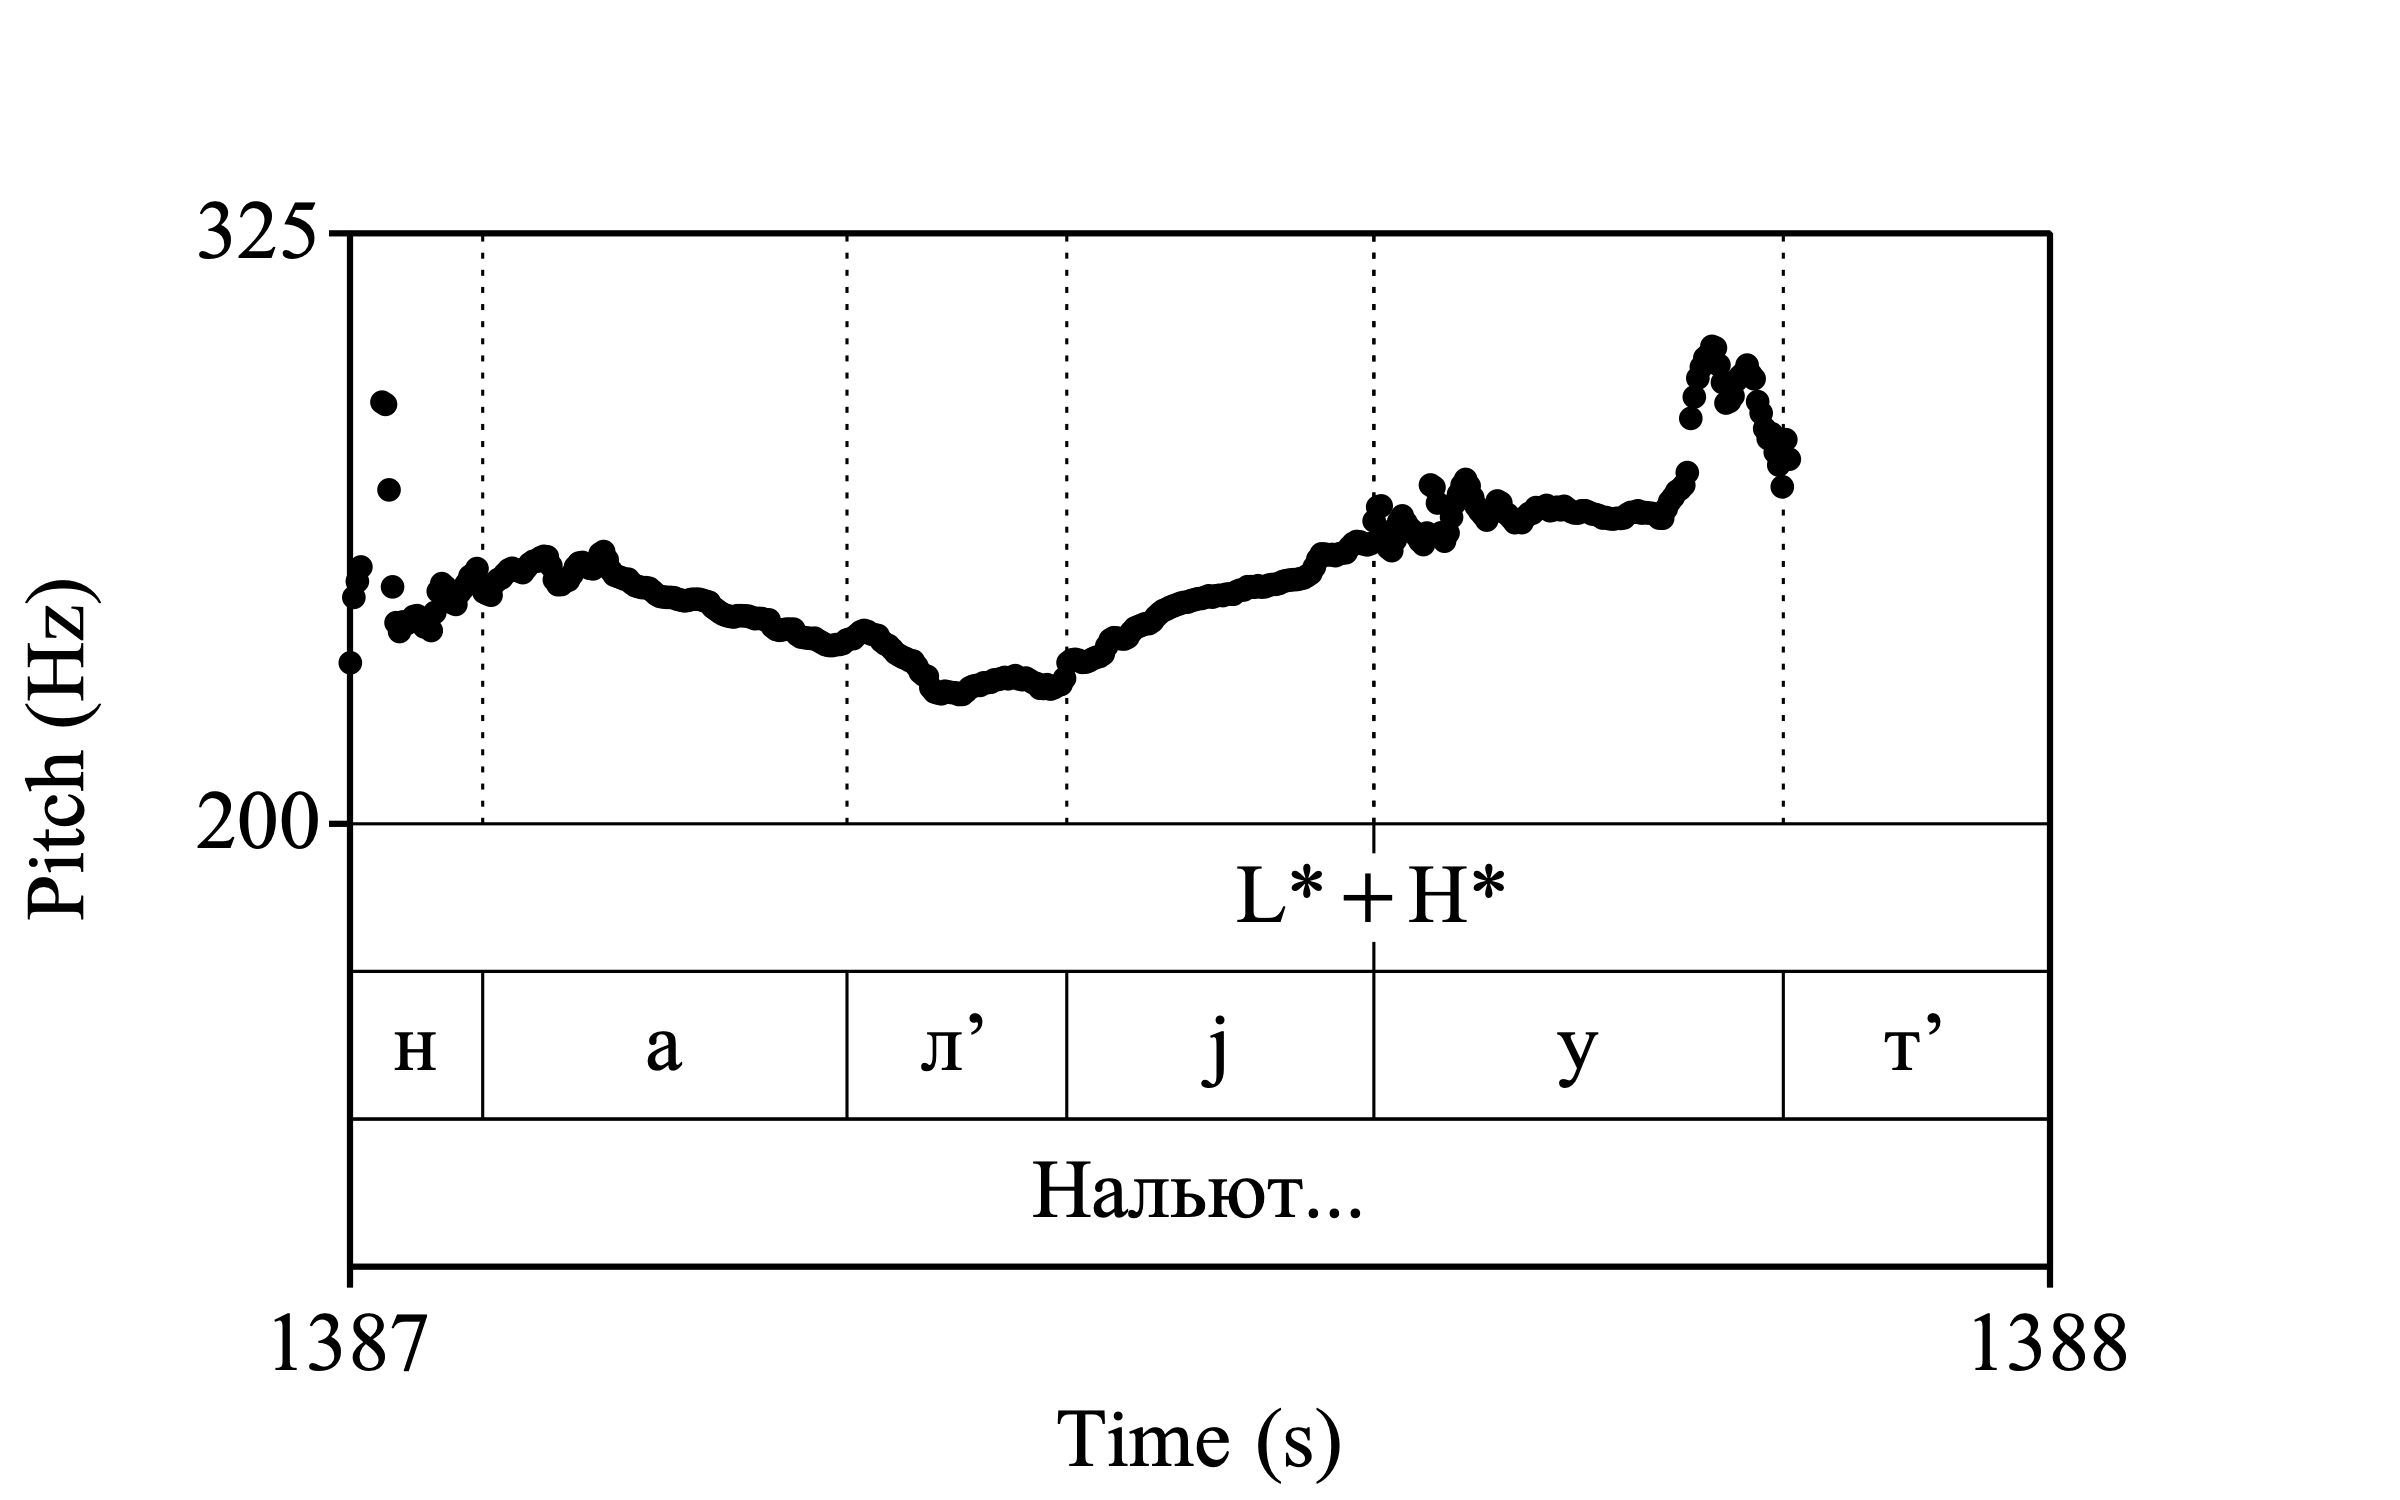 325
200
Pitch (Hz)
L* + H*
н а л’ j у т’
Нальют...
1387 1388
Time (s)